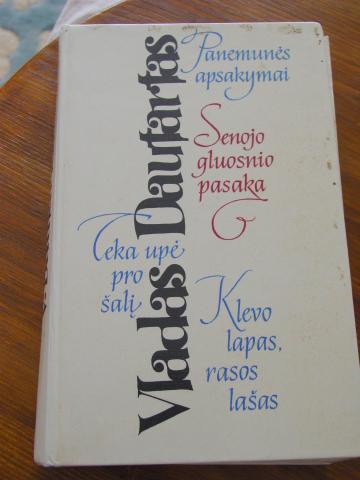 Vladas Dautartas
Panemunės
apsakymai
Senojo
gluosnio
pasaka
Teka upė
pro
šalį
Klevo
lapas,
rasos
lašas